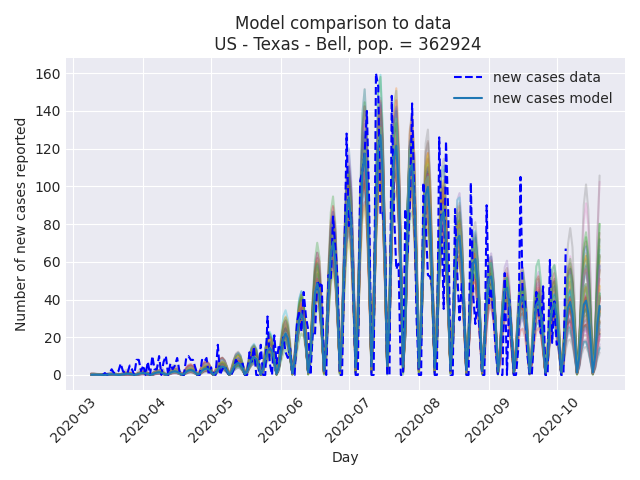 Model comparison to data
US - Texas - Bell, pop. = 362924
new cases data
new cases model
Number of new cases reported
160
140
120
100
80
60
40
20
0
2020-03
2020-04
2020-05
2020-06
2020-07
2020-08
2020-09
2020-10
Day